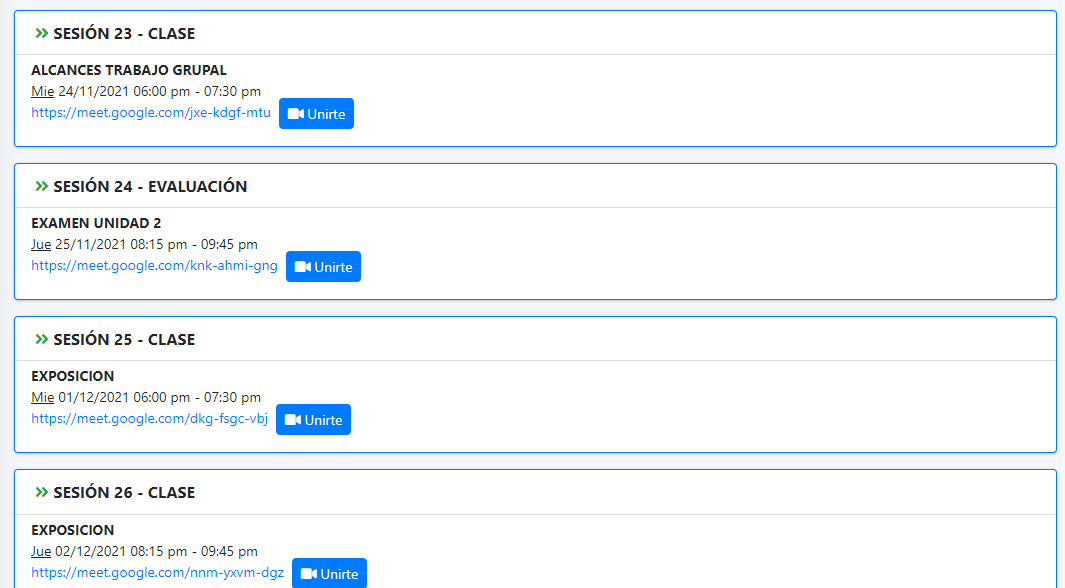 SESIÓN 23 - CLASE
ALCANCES TRABAJO GRUPAL
Mie 24/11/2021 06:00 pm - 07:30 pm
https://meet.google.com/jxe-kdgf-mtu Unirte
SESIÓN 24 - EVALUACIÓN
EXAMEN UNIDAD 2
Jue 25/11/2021 08:15 pm - 09:45 pm
https://meet.google.com/knk-ahmi-gng Unirte
SESIÓN 25 - CLASE
EXPOSICION
Mie 01/12/2021 06:00 pm - 07:30 pm
https://meet.google.com/dkg-fsgc-vbj Unirte
SESIÓN 26 - CLASE
EXPOSICION
Jue 02/12/2021 08:15 pm - 09:45 pm
https://meet.google.com/nnm-yxvm-dgz Unirte